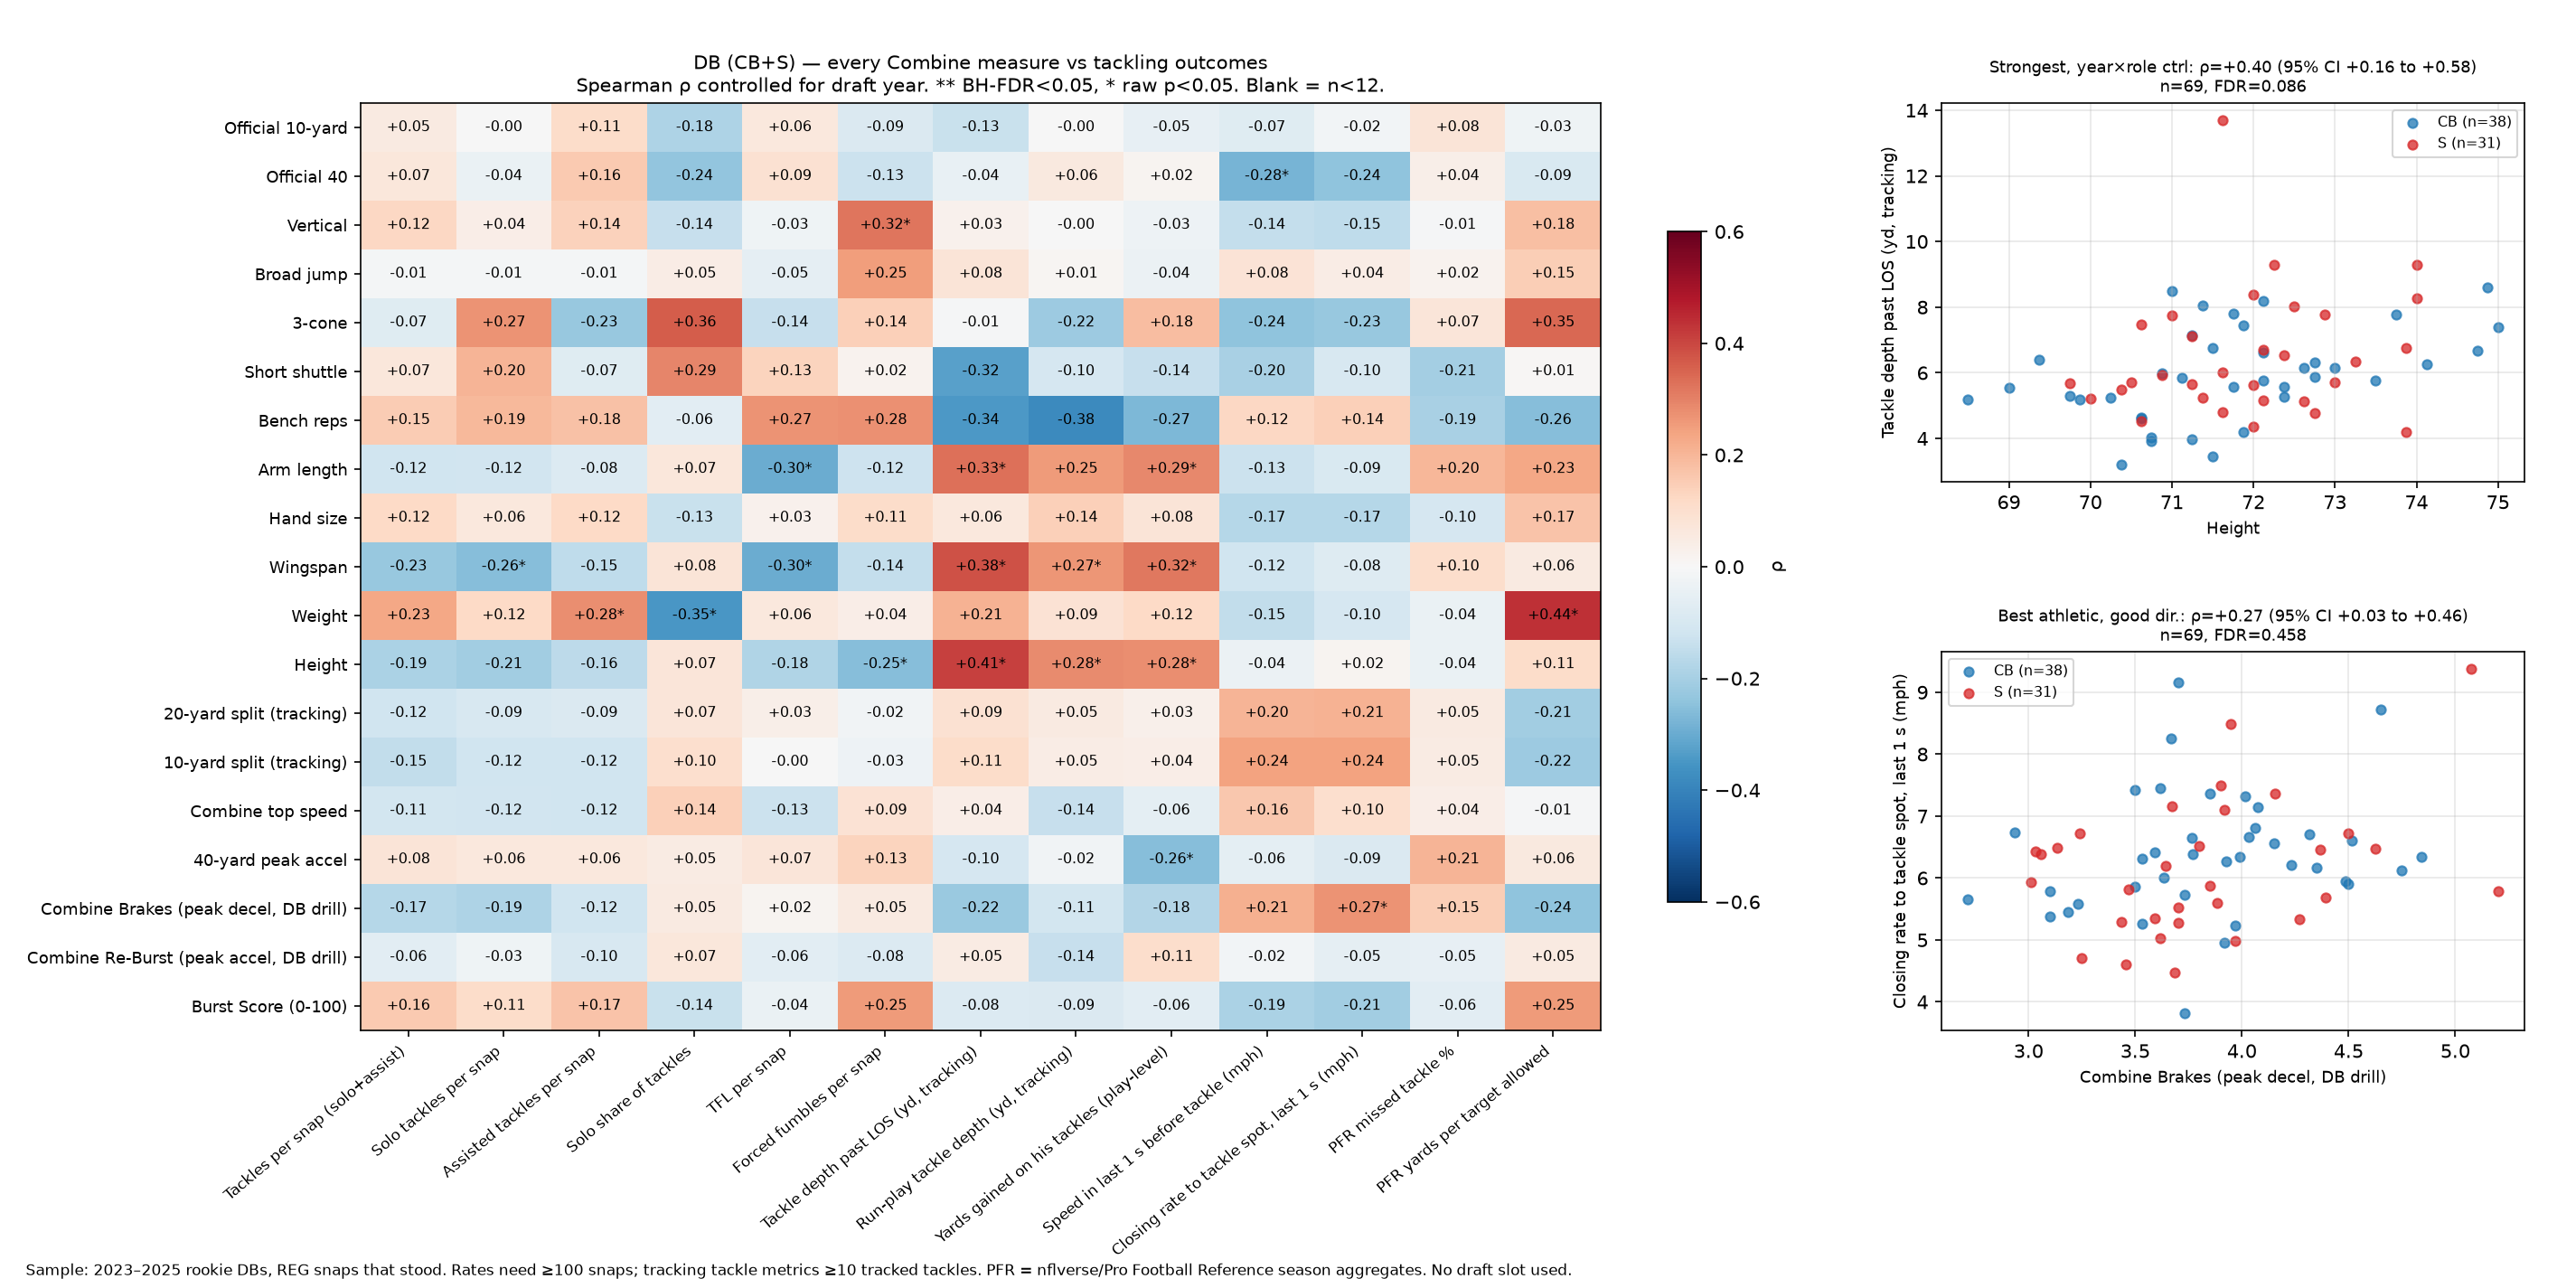 DB (CB+S) — every Combine measure vs tackling outcomes
Spearman ρ controlled for draft year. ** BH-FDR<0.05, * raw p<0.05. Blank = n<12.
Official 10-yard +0.05 -0.00 +0.11 -0.18 +0.06 -0.09 -0.13 -0.00 -0.05 -0.07 -0.02 +0.08 -0.03
Official 40 +0.07 -0.04 +0.16 -0.24 +0.09 -0.13 -0.04 +0.06 +0.02 -0.28* -0.24 +0.04 -0.09
Vertical +0.12 +0.04 +0.14 -0.14 -0.03 +0.32* +0.03 -0.00 -0.03 -0.14 -0.15 -0.01 +0.18
Broad jump -0.01 -0.01 -0.01 +0.05 -0.05 +0.25 +0.08 +0.01 -0.04 +0.08 +0.04 +0.02 +0.15
3-cone -0.07 +0.27 -0.23 +0.36 -0.14 +0.14 -0.01 -0.22 +0.18 -0.24 -0.23 +0.07 +0.35
Short shuttle +0.07 +0.20 -0.07 +0.29 +0.13 +0.02 -0.32 -0.10 -0.14 -0.20 -0.10 -0.21 +0.01
Bench reps +0.15 +0.19 +0.18 -0.06 +0.27 +0.28 -0.34 -0.38 -0.27 +0.12 +0.14 -0.19 -0.26
Arm length -0.12 -0.12 -0.08 +0.07 -0.30* -0.12 +0.33* +0.25 +0.29* -0.13 -0.09 +0.20 +0.23
Hand size +0.12 +0.06 +0.12 -0.13 +0.03 +0.11 +0.06 +0.14 +0.08 -0.17 -0.17 -0.10 +0.17
Wingspan -0.23 -0.26* -0.15 +0.08 -0.30* -0.14 +0.38* +0.27* +0.32* -0.12 -0.08 +0.10 +0.06
Weight +0.23 +0.12 +0.28* -0.35* +0.06 +0.04 +0.21 +0.09 +0.12 -0.15 -0.10 -0.04 +0.44*
Height -0.19 -0.21 -0.16 +0.07 -0.18 -0.25* +0.41* +0.28* +0.28* -0.04 +0.02 -0.04 +0.11
20-yard split (tracking) -0.12 -0.09 -0.09 +0.07 +0.03 -0.02 +0.09 +0.05 +0.03 +0.20 +0.21 +0.05 -0.21
10-yard split (tracking) -0.15 -0.12 -0.12 +0.10 -0.00 -0.03 +0.11 +0.05 +0.04 +0.24 +0.24 +0.05 -0.22
Combine top speed -0.11 -0.12 -0.12 +0.14 -0.13 +0.09 +0.04 -0.14 -0.06 +0.16 +0.10 +0.04 -0.01
40-yard peak accel +0.08 +0.06 +0.06 +0.05 +0.07 +0.13 -0.10 -0.02 -0.26* -0.06 -0.09 +0.21 +0.06
Combine Brakes (peak decel, DB drill) -0.17 -0.19 -0.12 +0.05 +0.02 +0.05 -0.22 -0.11 -0.18 +0.21 +0.27* +0.15 -0.24
Combine Re-Burst (peak accel, DB drill) -0.06 -0.03 -0.10 +0.07 -0.06 -0.08 +0.05 -0.14 +0.11 -0.02 -0.05 -0.05 +0.05
Burst Score (0-100) +0.16 +0.11 +0.17 -0.14 -0.04 +0.25 -0.08 -0.09 -0.06 -0.19 -0.21 -0.06 +0.25
Tackles per snap (solo+assist)
Solo tackles per snap
Assisted tackles per snap
Solo share of tackles
TFL per snap
Forced fumbles per snap
Tackle depth past LOS (yd, tracking)
Run-play tackle depth (yd, tracking)
Yards gained on his tackles (play-level)
Speed in last 1 s before tackle (mph)
Closing rate to tackle spot, last 1 s (mph)
PFR missed tackle %
PFR yards per target allowed
0.6
0.4
0.2
0.0
−0.2
−0.4
−0.6
ρ
Strongest, year×role ctrl: ρ=+0.40 (95% CI +0.16 to +0.58)
n=69, FDR=0.086
CB (n=38)
S (n=31)
14
12
10
8
6
4
Tackle depth past LOS (yd, tracking)
69 70 71 72 73 74 75
Height
Best athletic, good dir.: ρ=+0.27 (95% CI +0.03 to +0.46)
n=69, FDR=0.458
CB (n=38)
S (n=31)
9
8
7
6
5
4
Closing rate to tackle spot, last 1 s (mph)
3.0 3.5 4.0 4.5 5.0
Combine Brakes (peak decel, DB drill)
Sample: 2023–2025 rookie DBs, REG snaps that stood. Rates need ≥100 snaps; tracking tackle metrics ≥10 tracked tackles. PFR = nflverse/Pro Football Reference season aggregates. No draft slot used.